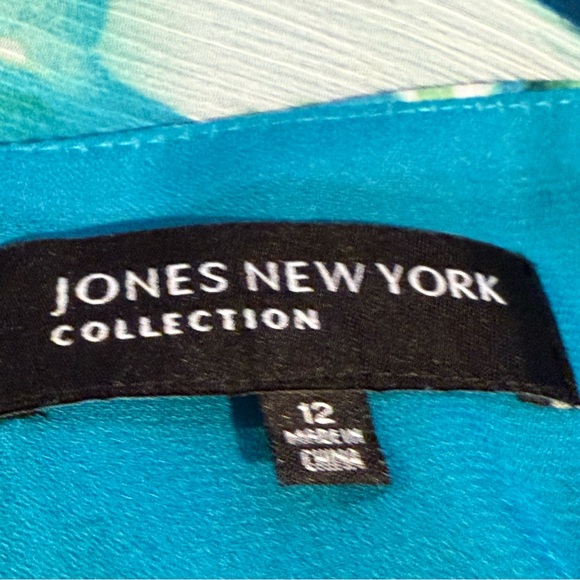 JONES NEW YORK
COLLECTION
12
MADE IN
CHINA